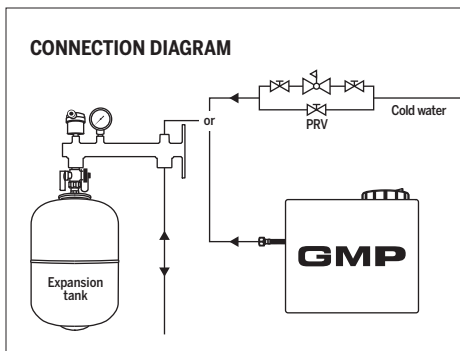 CONNECTION DIAGRAM
or
PRV
Cold water
GMP
Expansion
tank